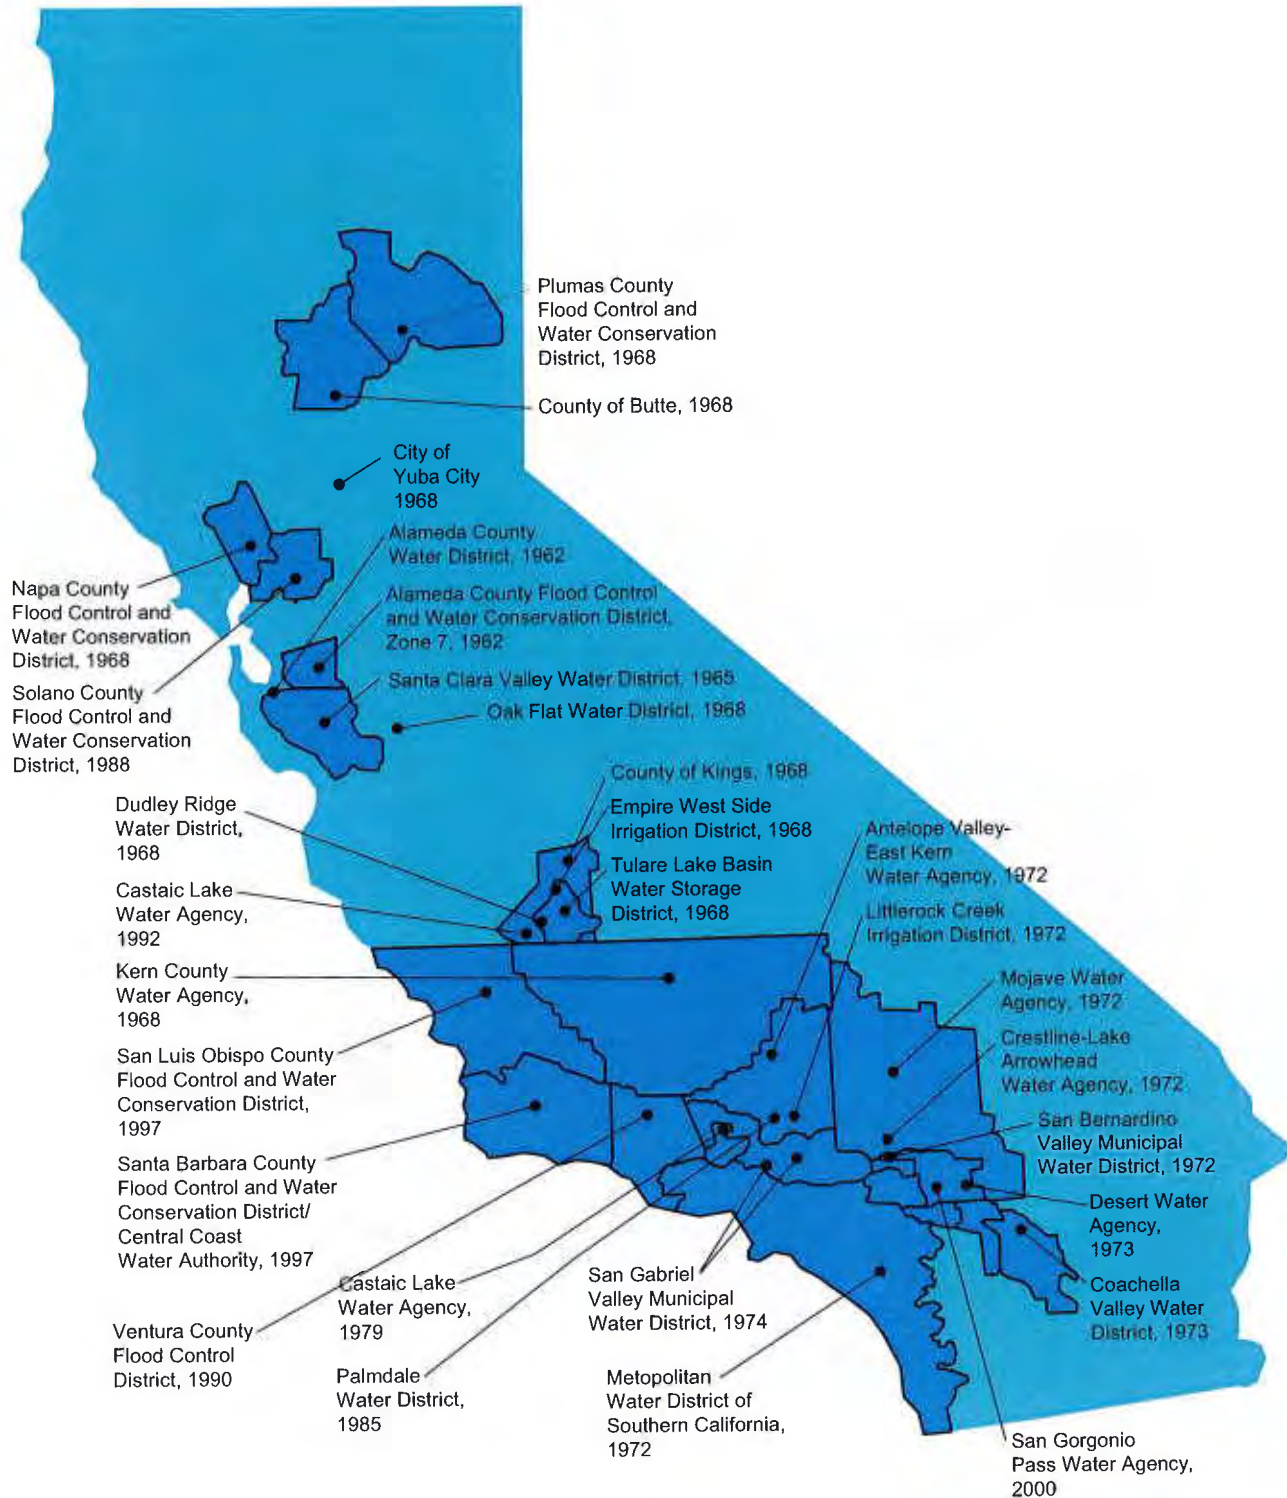 Plumas County
Flood Control and
Water Conservation
District, 1968
County of Butte, 1968
City of
Yuba City
1968
Alameda County
Water District, 1962
Alameda County Flood Control
and Water Conservation District,
Zone 7, 1962
Santa Clara Valley Water District, 1965
Oak Flat Water District, 1968
Napa County
Flood Control and
Water Conservation
District, 1968
Solano County
Flood Control and
Water Conservation
District, 1988
County of Kings, 1968
Empire West Side
Irrigation District, 1968
Tulare Lake Basin
Water Storage
District, 1968
Antelope Valley-
East Kern
Water Agency, 1972
Littlerock Creek
Irrigation District, 1972
Mojave Water
Agency, 1972
Crestline-Lake
Arrowhead
Water Agency, 1972
San Bernardino
Valley Municipal
Water District, 1972
Desert Water
Agency,
1973
Coachella
Valley Water
District, 1973
Dudley Ridge
Water District,
1968
Castaic Lake
Water Agency,
1992
Kern County
Water Agency,
1968
San Luis Obispo County
Flood Control and Water
Conservation District,
1997
Santa Barbara County
Flood Control and Water
Conservation District/
Central Coast
Water Authority, 1997
Ventura County
Flood Control
District, 1990
Castaic Lake
Water Agency,
1979
Palmdale
Water District,
1985
San Gabriel
Valley Municipal
Water District, 1974
Metopolitan
Water District of
Southern California,
1972
San Gorgonio
Pass Water Agency,
2000